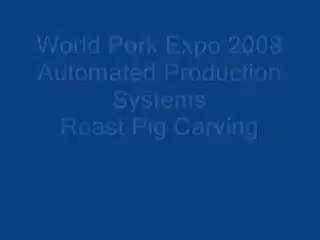 World Pork Expo 2008
Automated Production
Systems
Roast Pig Carving